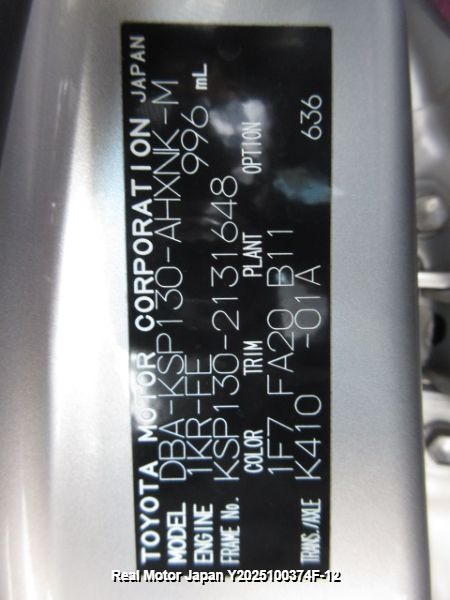 TOYOTA MOTOR CORPORATION JAPAN
MODEL DBA-KSP130-AHXNK-M
ENGINE 1KR-FE 996 mL
FRAME No. KSP130-2131648
COLOR TRIM PLANT OPTION
1F7 FA20 B11 636
TRANS./AXLE K410 -01A
Real Motor Japan Y2025100374F-12